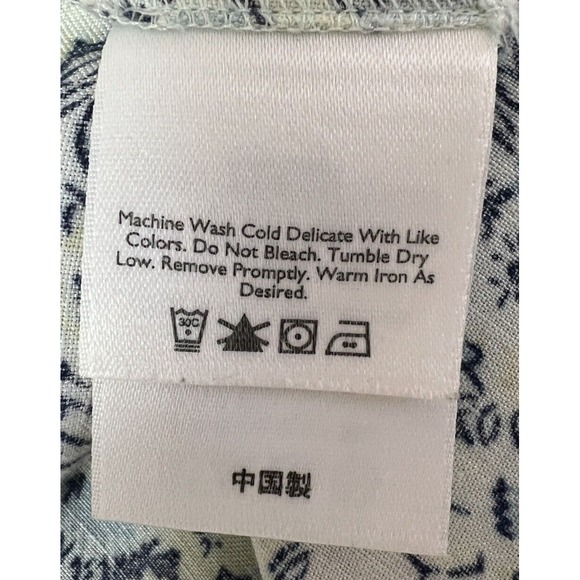 Machine Wash Cold Delicate With Like
Colors. Do Not Bleach. Tumble Dry
Low. Remove Promptly. Warm Iron As
Desired.
30C
中国製